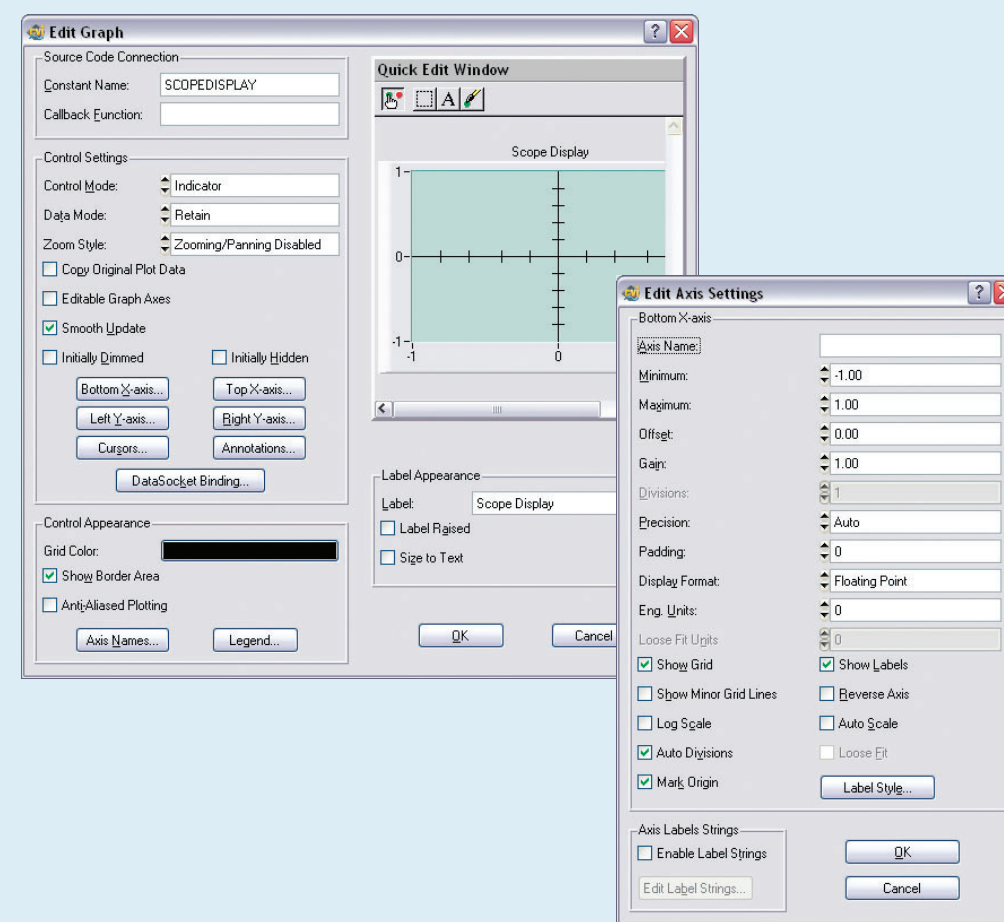 Edit Graph
Source Code Connection
Constant Name: SCOPEDISPLAY
Callback Function:
Control Settings
Control Mode: Indicator
Data Mode: Retain
Zoom Style: Zooming/Panning Disabled
Copy Original Plot Data
Editable Graph Axes
Smooth Update
Initially Dimmed Initially Hidden
Bottom X-axis... Top X-axis...
Left Y-axis... Right Y-axis...
Cursors... Annotations...
DataSocket Binding...
Control Appearance
Grid Color:
Show Border Area
Anti-Aliased Plotting
Axis Names... Legend...
Quick Edit Window
A
Scope Display
1
0
-1
-1 0
Label Appearance
Label: Scope Display
Label Raised
Size to Text
OK Cancel
Edit Axis Settings
Bottom X-axis
Axis Name:
Minimum: -1.00
Maximum: 1.00
Offset: 0.00
Gain: 1.00
Divisions: 1
Precision: Auto
Padding: 0
Display Format: Floating Point
Eng. Units: 0
Loose Fit Units 0
Show Grid Show Labels
Show Minor Grid Lines Reverse Axis
Log Scale Auto Scale
Auto Divisions Loose Fit
Mark Origin Label Style...
Axis Labels Strings
Enable Label Strings OK
Edit Label Strings... Cancel